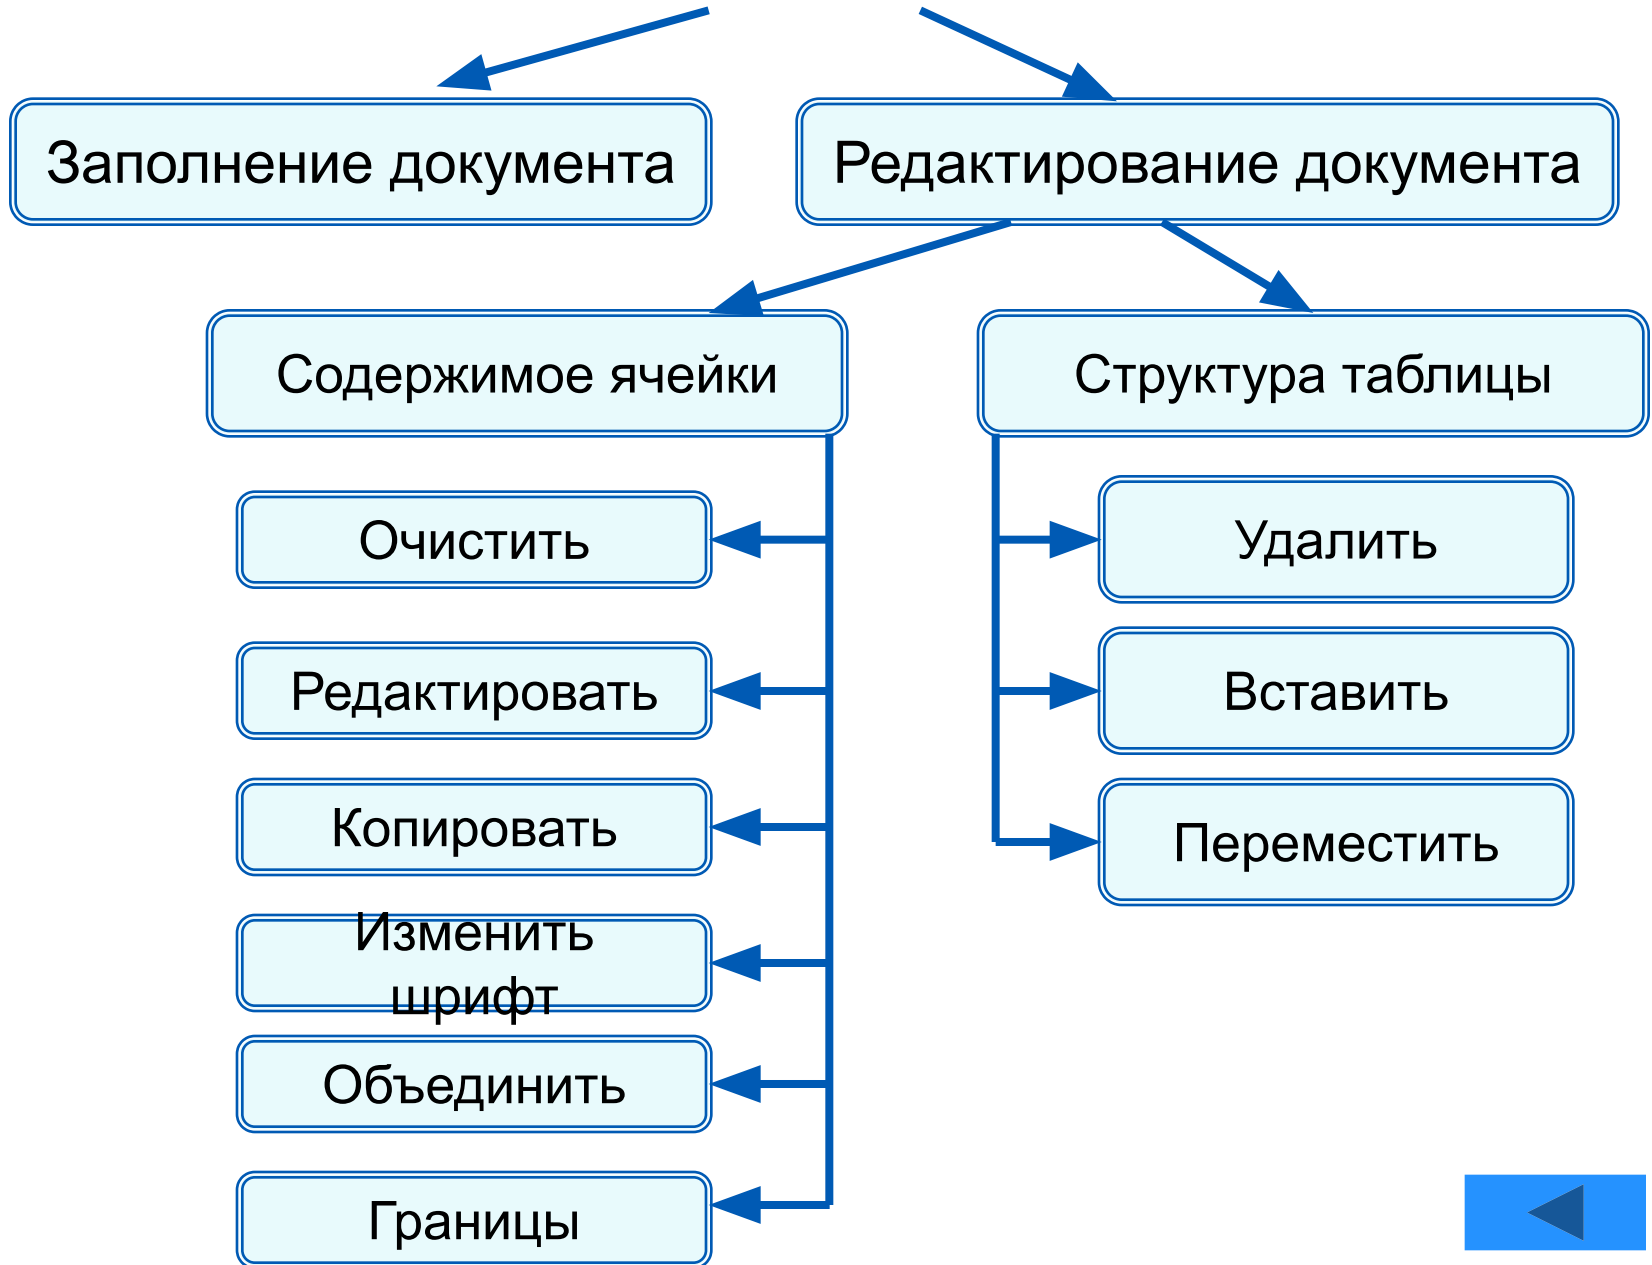 Заполнение документа
Редактирование документа
Содержимое ячейки
Структура таблицы
Очистить
Редактировать
Копировать
Изменить
шрифт
Объединить
Границы
Удалить
Вставить
Переместить